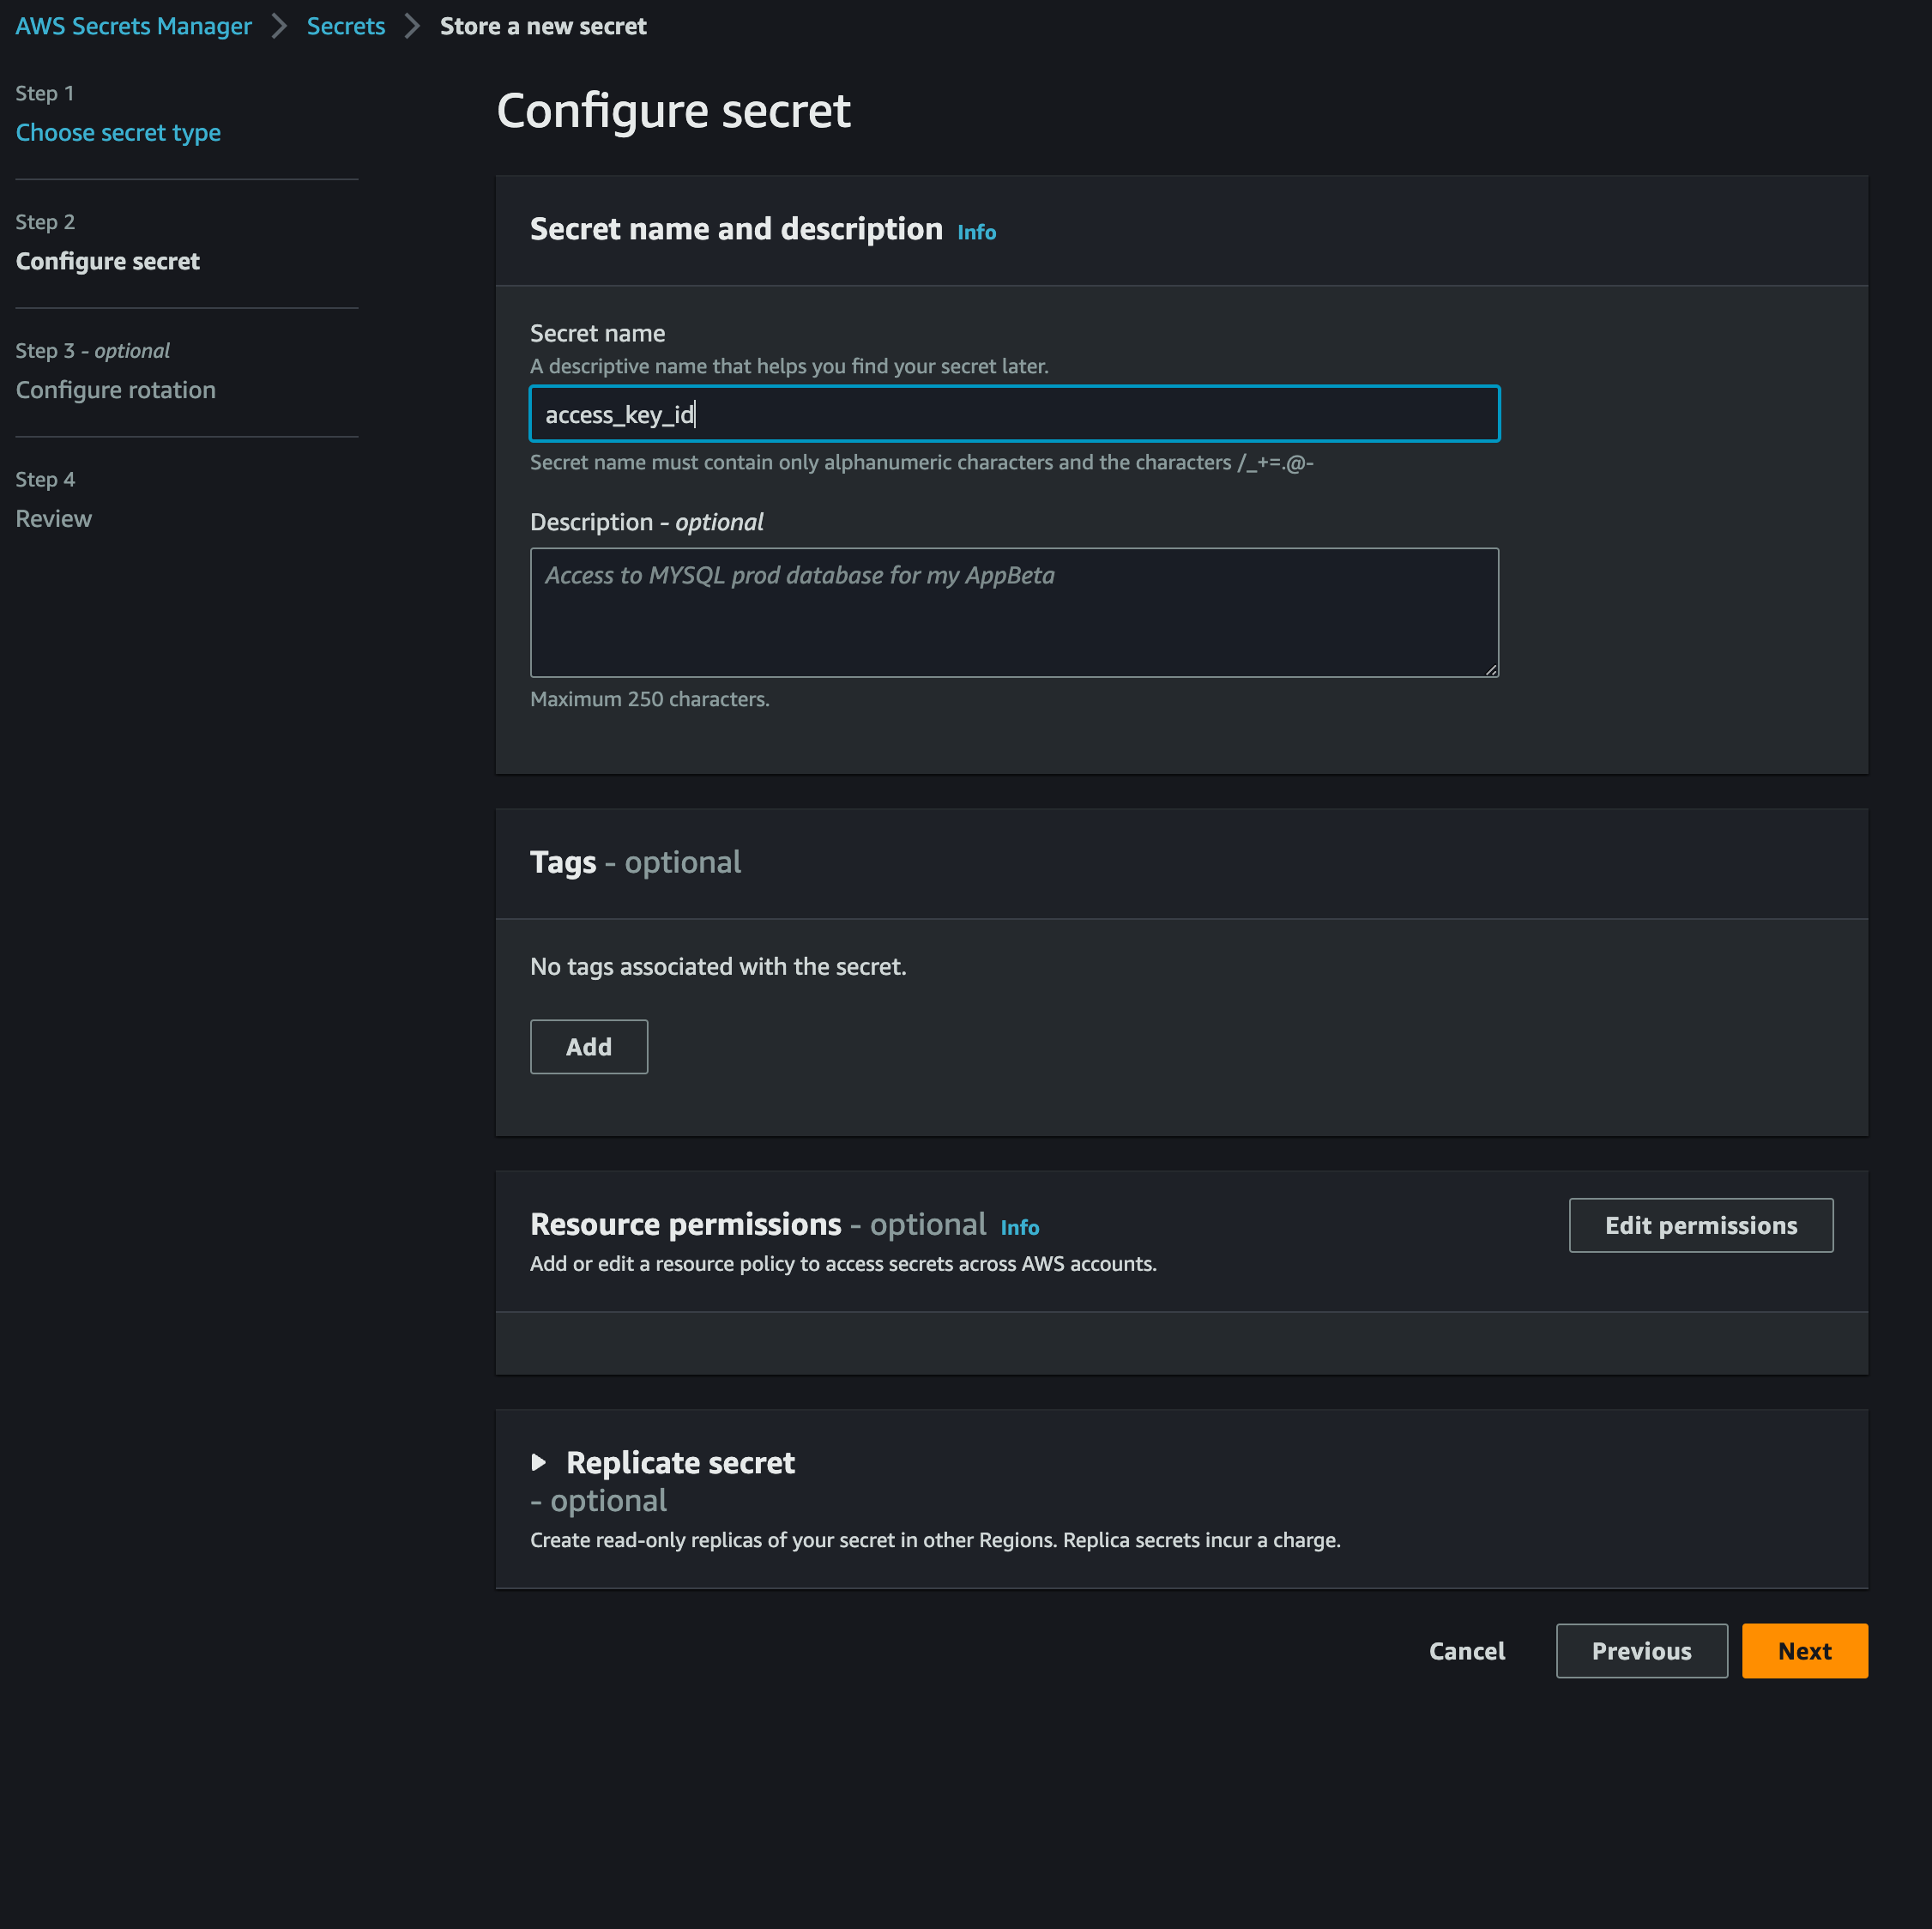 AWS Secrets Manager > Secrets > Store a new secret
Step 1
Choose secret type
Step 2
Configure secret
Step 3 - optional
Configure rotation
Step 4
Review
Configure secret
Secret name and description Info
Secret name
A descriptive name that helps you find your secret later.
access_key_id
Secret name must contain only alphanumeric characters and the characters /_+=.@-
Description - optional
Access to MYSQL prod database for my AppBeta
Maximum 250 characters.
Tags - optional
No tags associated with the secret.
Add
Resource permissions - optional Info
Edit permissions
Add or edit a resource policy to access secrets across AWS accounts.
Replicate secret
- optional
Create read-only replicas of your secret in other Regions. Replica secrets incur a charge.
Cancel Previous Next